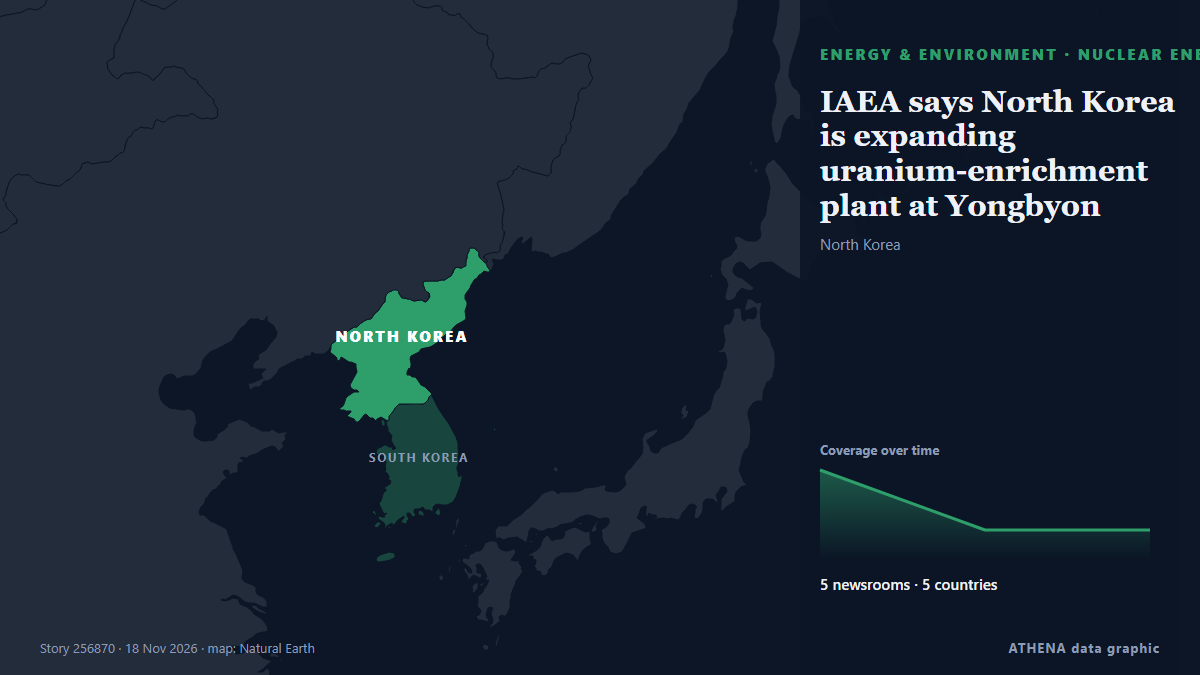 ENERGY & ENVIRONMENT · NUCLEAR ENE
IAEA says North Korea
is expanding
uranium-enrichment
plant at Yongbyon
North Korea
NORTH KOREA
SOUTH KOREA
Coverage over time
5 newsrooms · 5 countries
Story 256870 · 18 Nov 2026 · map: Natural Earth
ATHENA data graphic